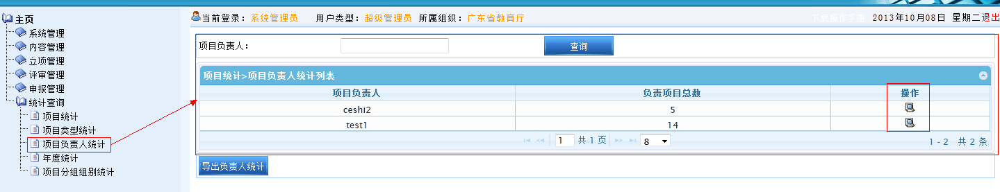 主页
系统管理
内容管理
立项管理
评审管理
申报管理
统计查询
项目统计
项目类型统计
项目负责人统计
年度统计
项目分组组别统计
当前登录：系统管理员 用户类型：超级管理员 所属组织：广东省教育厅 下载操作手册 2013年10月08日 星期二退出
项目负责人： 查询
项目统计>项目负责人统计列表
项目负责人 负责项目总数 操作
ceshi2 5
test1 14
1 共 1 页 8 1 - 2 共 2 条
导出负责人统计